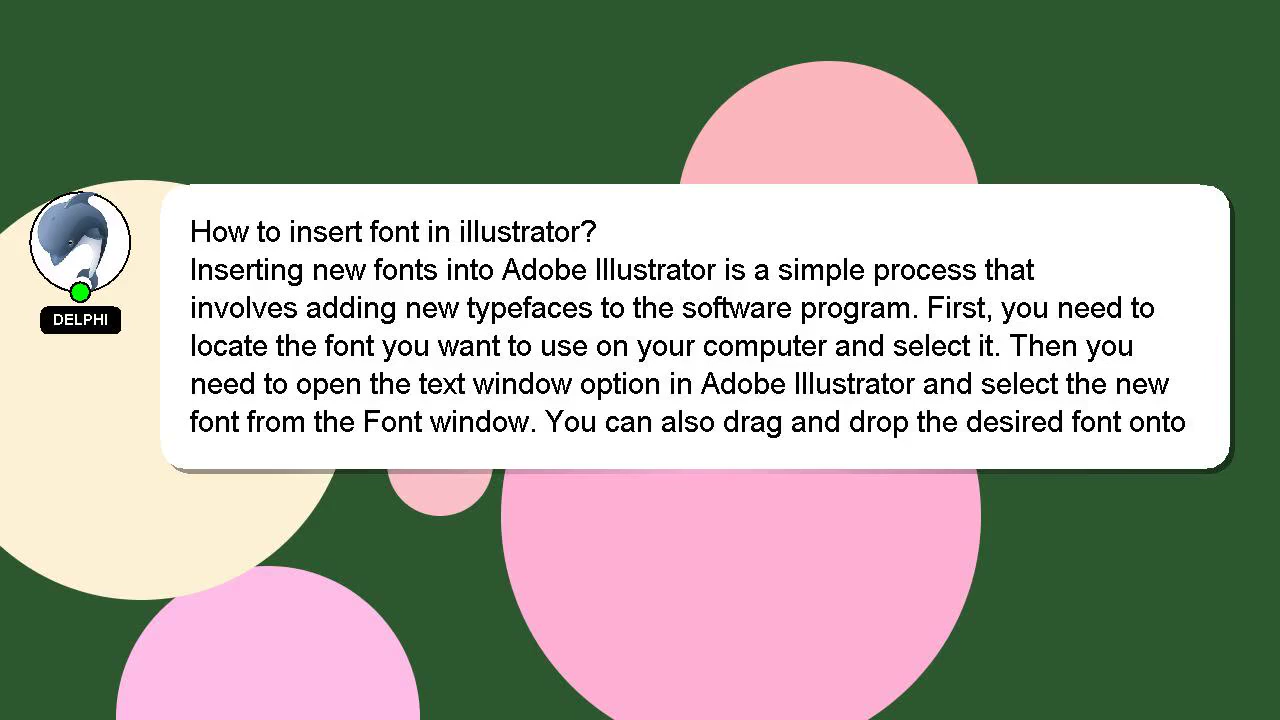 How to insert font in illustrator?
Inserting new fonts into Adobe Illustrator is a simple process that
involves adding new typefaces to the software program. First, you need to
locate the font you want to use on your computer and select it. Then you
need to open the text window option in Adobe Illustrator and select the new
font from the Font window. You can also drag and drop the desired font onto
DELPHI